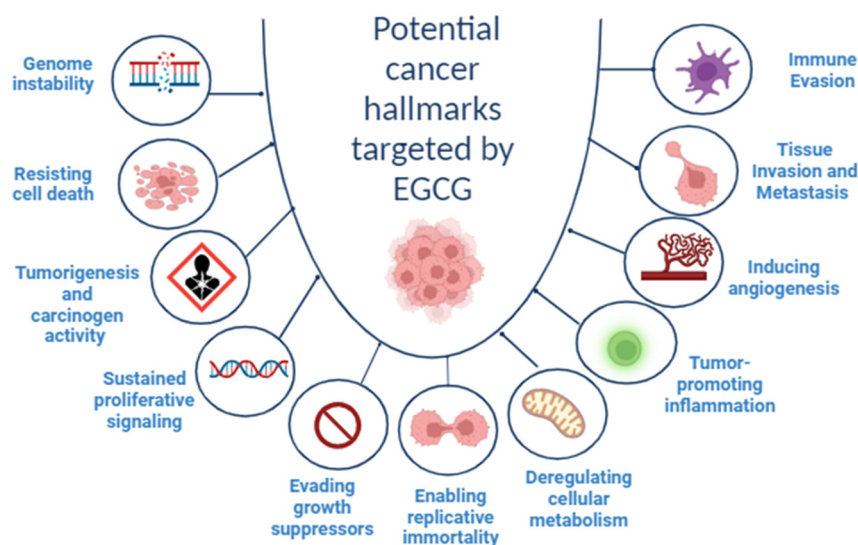 Potential
cancer
hallmarks
targeted by
EGCG
Genome
instability
Resisting
cell death
Tumorigenesis
and
carcinogen
activity
Sustained
proliferative
signaling
Evading
growth
suppressors
Enabling
replicative
immortality
Deregulating
cellular
metabolism
Tumor-
promoting
inflammation
Inducing
angiogenesis
Tissue
Invasion and
Metastasis
Immune
Evasion